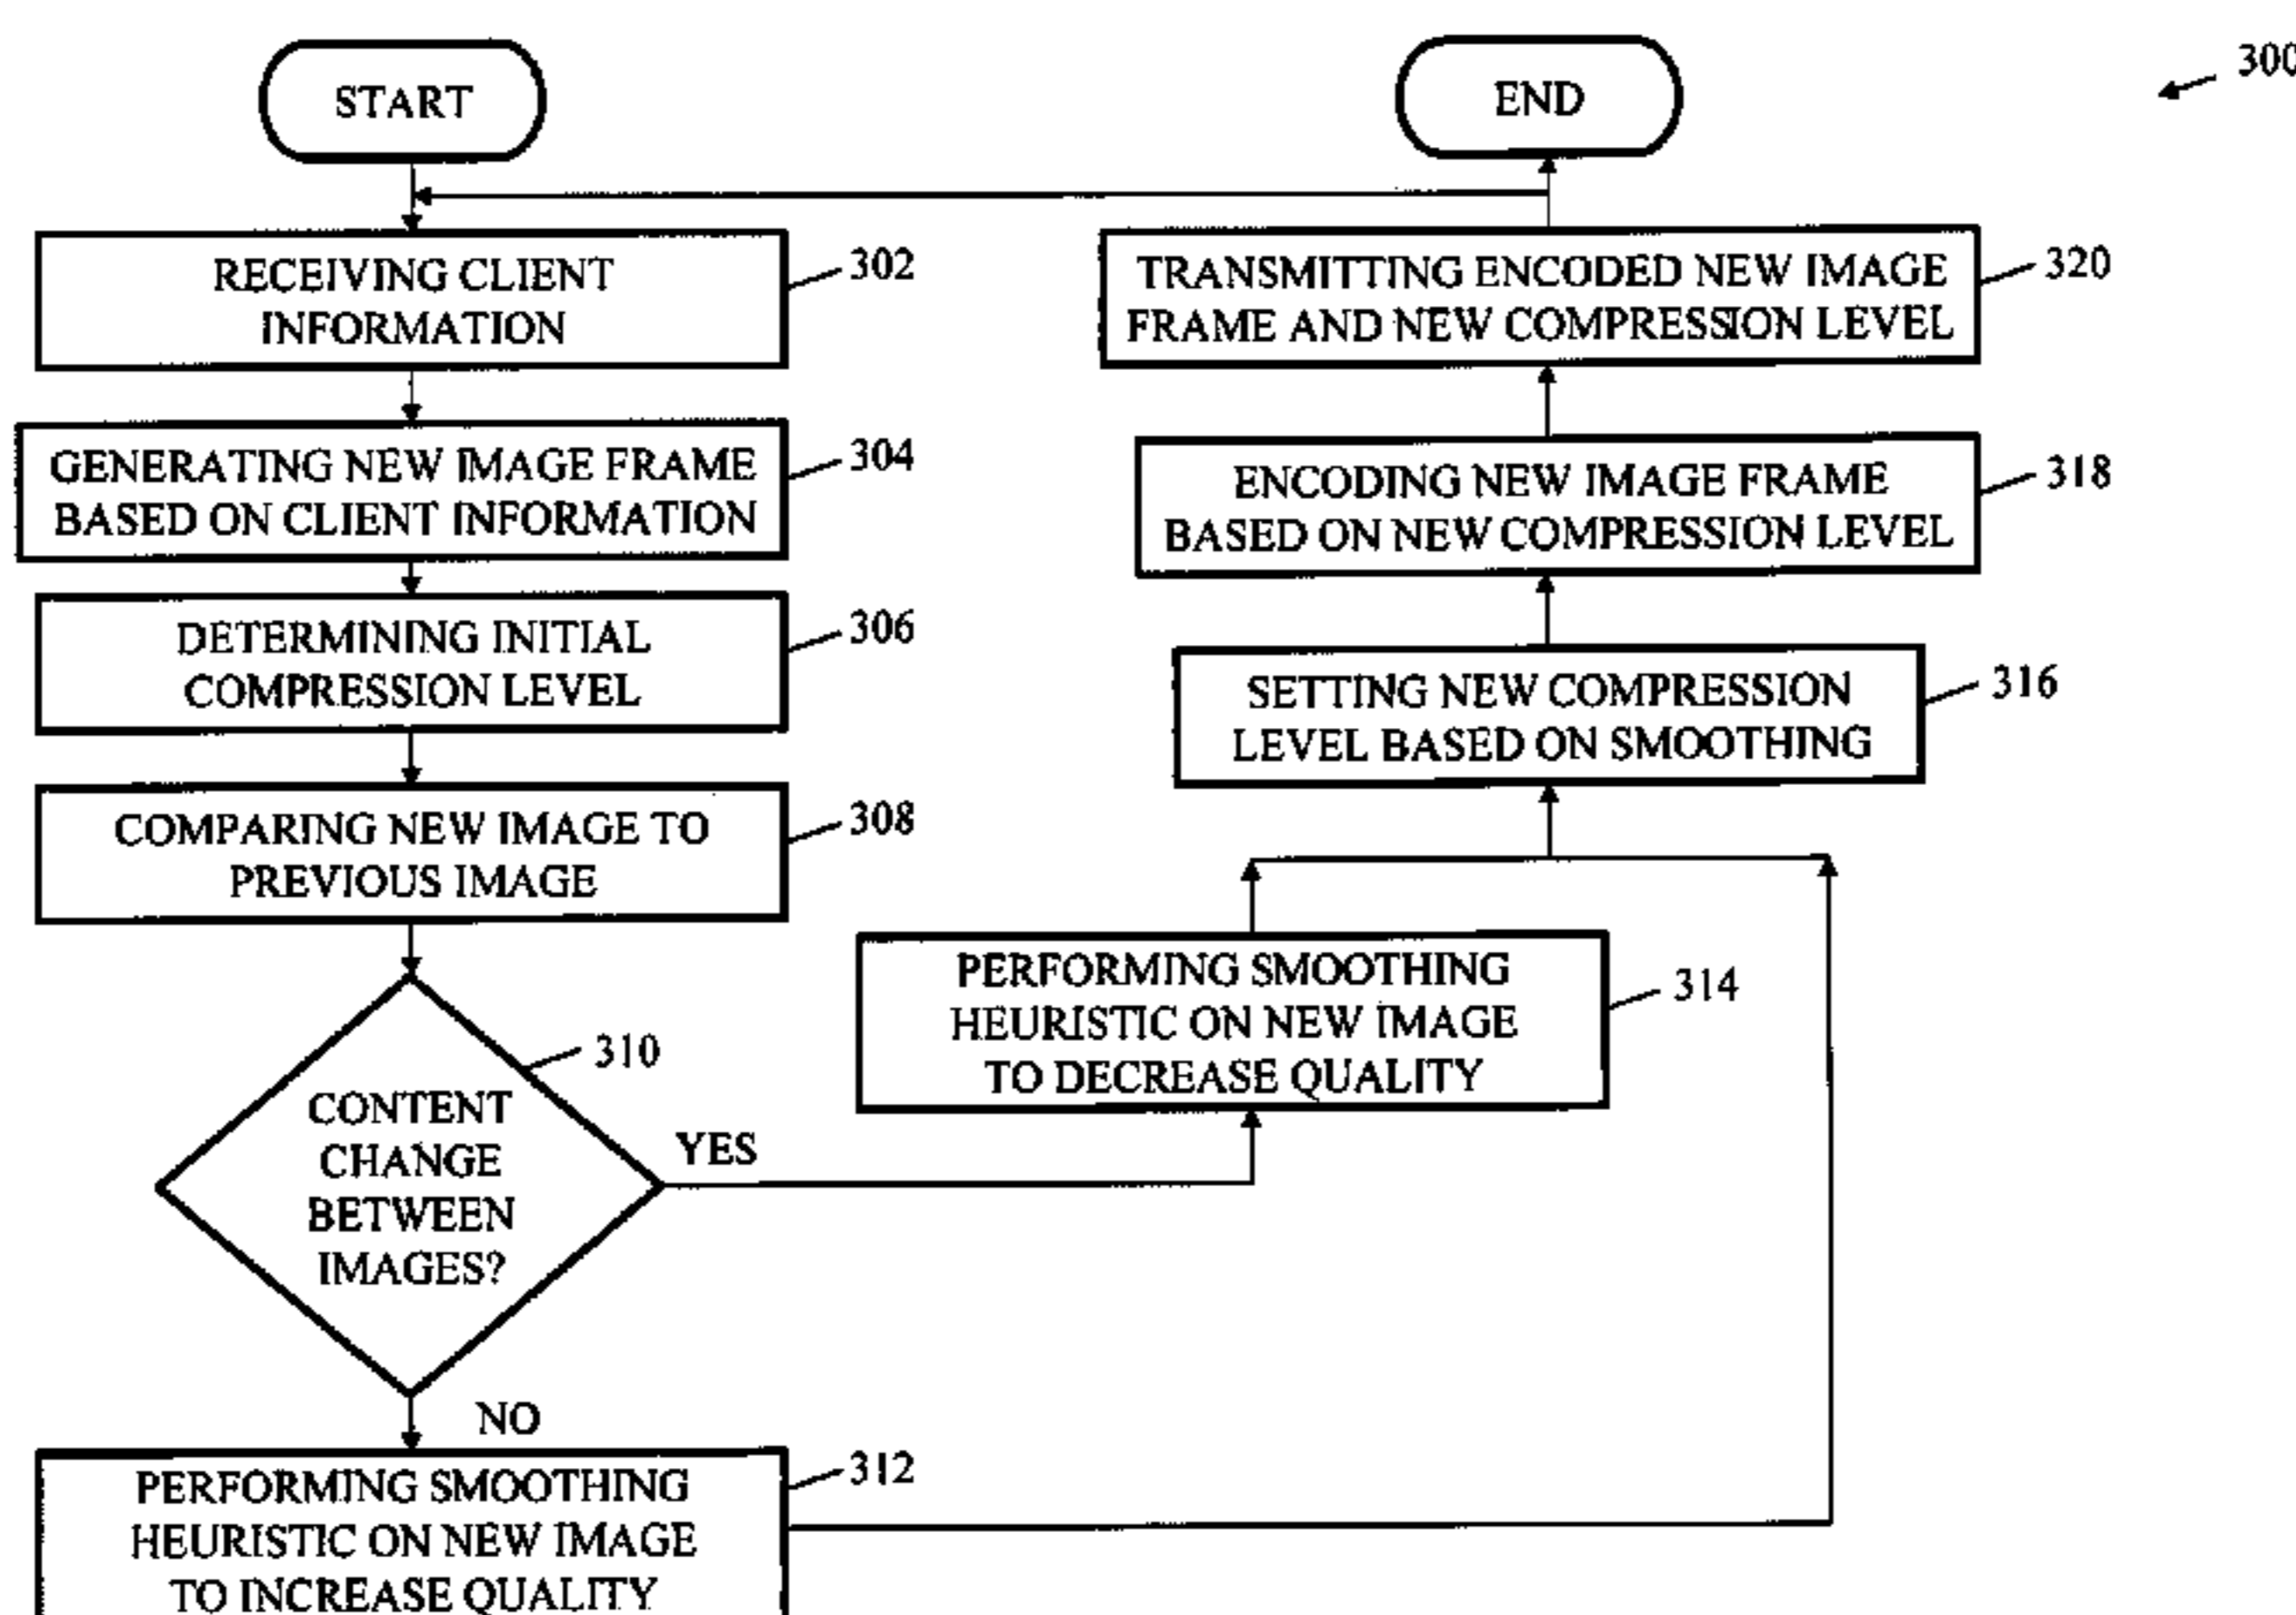 START
RECEIVING CLIENT
INFORMATION
302
GENERATING NEW IMAGE FRAME
BASED ON CLIENT INFORMATION
304
DETERMINING INITIAL
COMPRESSION LEVEL
306
COMPARING NEW IMAGE TO
PREVIOUS IMAGE
308
310
CONTENT
CHANGE
BETWEEN
IMAGES?
YES
NO
PERFORMING SMOOTHING
HEURISTIC ON NEW IMAGE
TO INCREASE QUALITY
312
PERFORMING SMOOTHING
HEURISTIC ON NEW IMAGE
TO DECREASE QUALITY
314
SETTING NEW COMPRESSION
LEVEL BASED ON SMOOTHING
316
ENCODING NEW IMAGE FRAME
BASED ON NEW COMPRESSION LEVEL
318
TRANSMITTING ENCODED NEW IMAGE
FRAME AND NEW COMPRESSION LEVEL
320
END
300